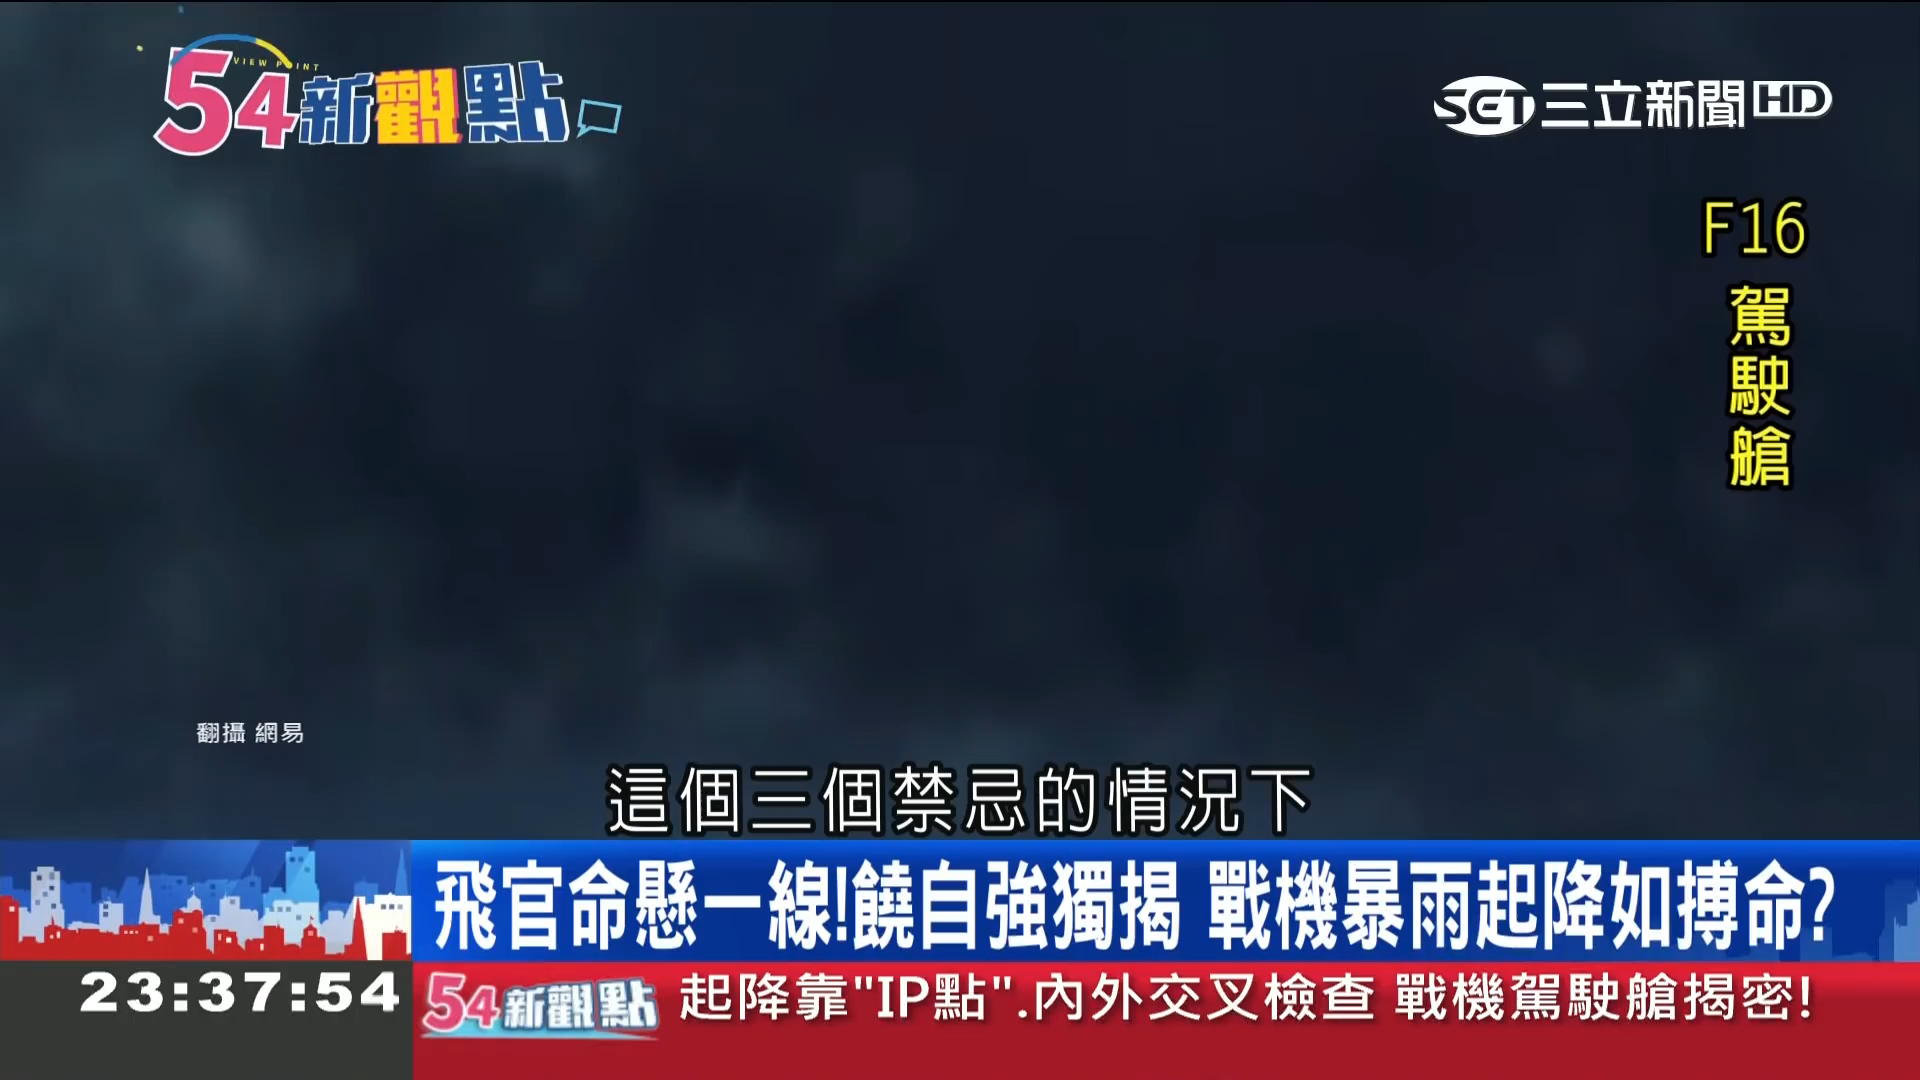 VIEW POINT
54新觀點
SET三立新聞HD
F16
駕駛艙
翻攝 網易
這個三個禁忌的情況下
飛官命懸一線!饒自強獨揭 戰機暴雨起降如搏命?
23:37:54
54新觀點
起降靠"IP點".內外交叉檢查 戰機駕駛艙揭密!